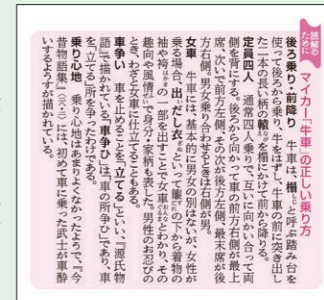 読解のために
マイカー「牛車」の正しい乗り方
後ろ乗り・前降り 牛車は、榻しじと呼ぶ踏み台を
使って後ろから乗り、牛をはずし、牛車の前に突き出し
た二本の長い柄の轅ながえを榻にかけて前から降りる。
定員四人 通常四人乗りで、互いに向かい合って両
側を背にする。後ろから向かって車の前方右側が最上
席、次いで前方左側、その次が後方左側、最末席が後
方右側。男女乗り合わせるときは右側が男。
女車 牛車には、基本的に男女の別はないが、女性が
乗る場合、出だし衣ぎぬといって簾すだれの下から着物の
袖や裾の一部を出すことで女車とわかり、その
趣向や風情で身分・家柄も表した。男性のお忍びの
とき、わざと女車に仕立てることもある。
車争い 車を止めることを「立てる」といい、『源氏物
語』で描かれている「車争ひ」は、「車の所争ひ」であり、車
を「立てる」所を争ったわけである。
乗り心地 乗り心地はあまりよくなかったようで、『今
昔物語集』には、初めて車に乗った武士が車酔
いするようすが描かれている。